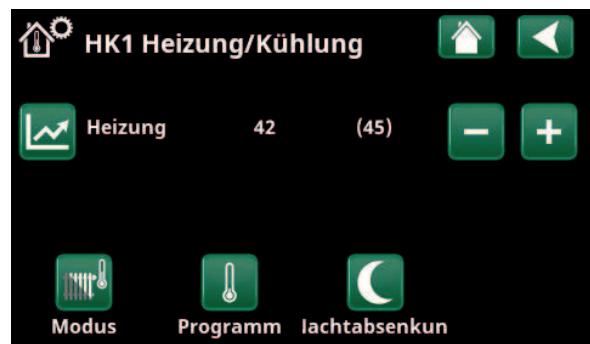 HK1 Heizung/Kühlung
Heizung 42 (45)
Modus Programm lachtabsenkun